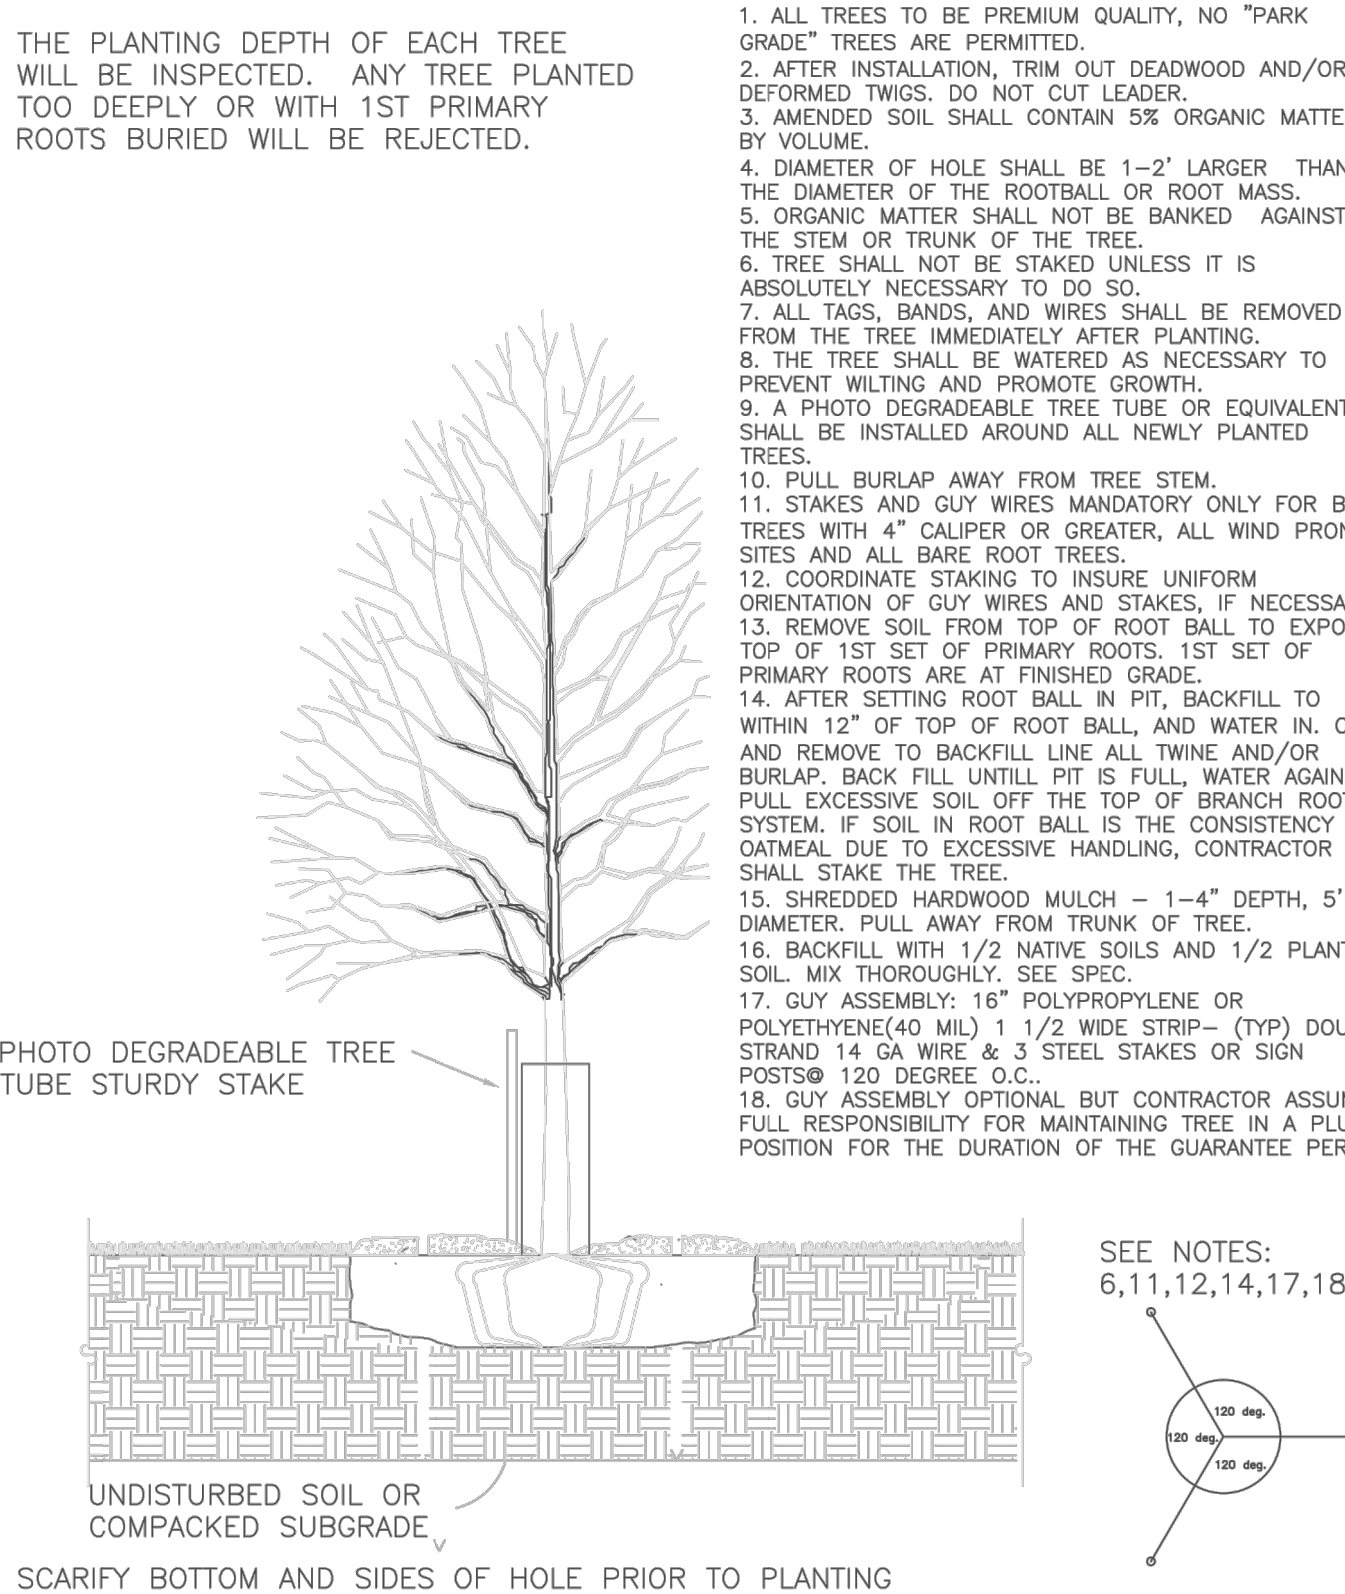 THE PLANTING DEPTH OF EACH TREE
WILL BE INSPECTED. ANY TREE PLANTED
TOO DEEPLY OR WITH 1ST PRIMARY
ROOTS BURIED WILL BE REJECTED.
1. ALL TREES TO BE PREMIUM QUALITY, NO "PARK
GRADE" TREES ARE PERMITTED.
2. AFTER INSTALLATION, TRIM OUT DEADWOOD AND/OR
DEFORMED TWIGS. DO NOT CUT LEADER.
3. AMENDED SOIL SHALL CONTAIN 5% ORGANIC MATTE
BY VOLUME.
4. DIAMETER OF HOLE SHALL BE 1-2' LARGER THAN
THE DIAMETER OF THE ROOTBALL OR ROOT MASS.
5. ORGANIC MATTER SHALL NOT BE BANKED AGAINST
THE STEM OR TRUNK OF THE TREE.
6. TREE SHALL NOT BE STAKED UNLESS IT IS
ABSOLUTELY NECESSARY TO DO SO.
7. ALL TAGS, BANDS, AND WIRES SHALL BE REMOVED
FROM THE TREE IMMEDIATELY AFTER PLANTING.
8. THE TREE SHALL BE WATERED AS NECESSARY TO
PREVENT WILTING AND PROMOTE GROWTH.
9. A PHOTO DEGRADEABLE TREE TUBE OR EQUIVALENT
SHALL BE INSTALLED AROUND ALL NEWLY PLANTED
TREES.
10. PULL BURLAP AWAY FROM TREE STEM.
11. STAKES AND GUY WIRES MANDATORY ONLY FOR B
TREES WITH 4" CALIPER OR GREATER, ALL WIND PRON
SITES AND ALL BARE ROOT TREES.
12. COORDINATE STAKING TO INSURE UNIFORM
ORIENTATION OF GUY WIRES AND STAKES, IF NECESSA
13. REMOVE SOIL FROM TOP OF ROOT BALL TO EXPO
TOP OF 1ST SET OF PRIMARY ROOTS. 1ST SET OF
PRIMARY ROOTS ARE AT FINISHED GRADE.
14. AFTER SETTING ROOT BALL IN PIT, BACKFILL TO
WITHIN 12" OF TOP OF ROOT BALL, AND WATER IN. C
AND REMOVE TO BACKFILL LINE ALL TWINE AND/OR
BURLAP. BACK FILL UNTILL PIT IS FULL, WATER AGAIN
PULL EXCESSIVE SOIL OFF THE TOP OF BRANCH ROOT
SYSTEM. IF SOIL IN ROOT BALL IS THE CONSISTENCY
OATMEAL DUE TO EXCESSIVE HANDLING, CONTRACTOR
SHALL STAKE THE TREE.
15. SHREDDED HARDWOOD MULCH - 1-4" DEPTH, 5'
DIAMETER. PULL AWAY FROM TRUNK OF TREE.
16. BACKFILL WITH 1/2 NATIVE SOILS AND 1/2 PLANT
SOIL. MIX THOROUGHLY. SEE SPEC.
17. GUY ASSEMBLY: 16" POLYPROPYLENE OR
POLYETHYENE(40 MIL) 1 1/2 WIDE STRIP- (TYP) DOU
STRAND 14 GA WIRE & 3 STEEL STAKES OR SIGN
POSTS@ 120 DEGREE O.C..
18. GUY ASSEMBLY OPTIONAL BUT CONTRACTOR ASSUM
FULL RESPONSIBILITY FOR MAINTAINING TREE IN A PLU
POSITION FOR THE DURATION OF THE GUARANTEE PER
PHOTO DEGRADEABLE TREE
TUBE STURDY STAKE
SEE NOTES:
6,11,12,14,17,18
120 deg.
120 deg.
120 deg.
UNDISTURBED SOIL OR
COMPACKED SUBGRADE
SCARIFY BOTTOM AND SIDES OF HOLE PRIOR TO PLANTING